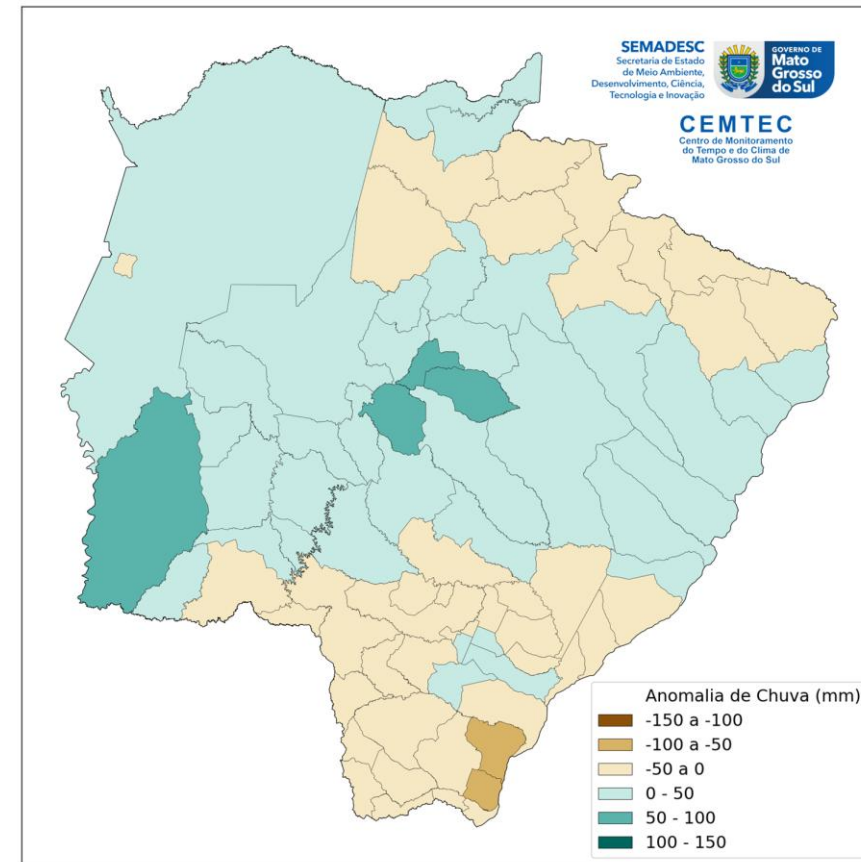 SEMADESC
Secretaria de Estado
de Meio Ambiente,
Desenvolvimento, Ciência,
Tecnologia e Inovação
GOVERNO DE
Mato
Grosso
do Sul
CEMTEC
Centro de Monitoramento
do Tempo e do Clima de
Mato Grosso do Sul
Anomalia de Chuva (mm)
-150 a -100
-100 a -50
-50 a 0
0 - 50
50 - 100
100 - 150